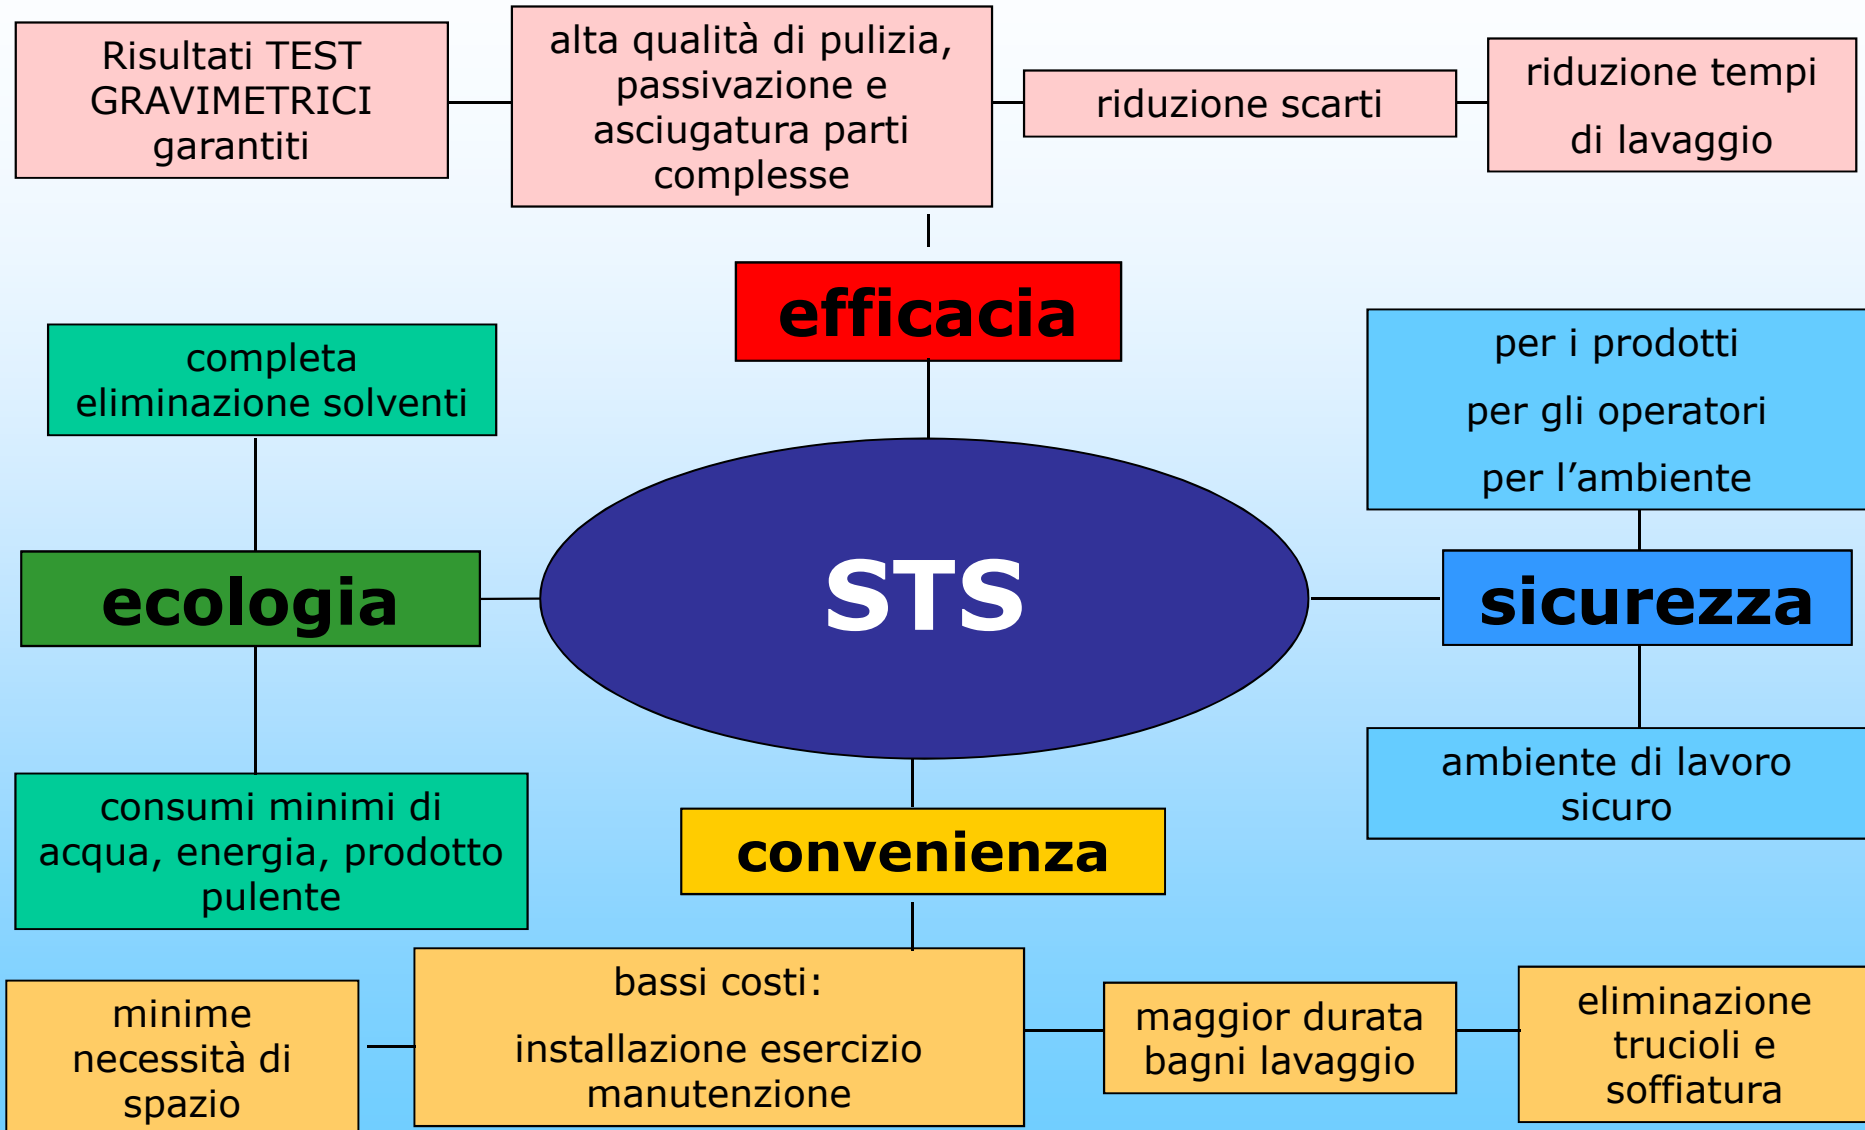 Risultati TEST
GRAVIMETRICI
garantiti
alta qualità di pulizia,
passivazione e
asciugatura parti
complesse
riduzione scarti
riduzione tempi
di lavaggio
efficacia
completa
eliminazione solventi
per i prodotti
per gli operatori
per l’ambiente
ecologia
STS
sicurezza
consumi minimi di
acqua, energia, prodotto
pulente
convenienza
ambiente di lavoro
sicuro
minime
necessità di
spazio
bassi costi:
installazione esercizio
manutenzione
maggior durata
bagni lavaggio
eliminazione
trucioli e
soffiatura